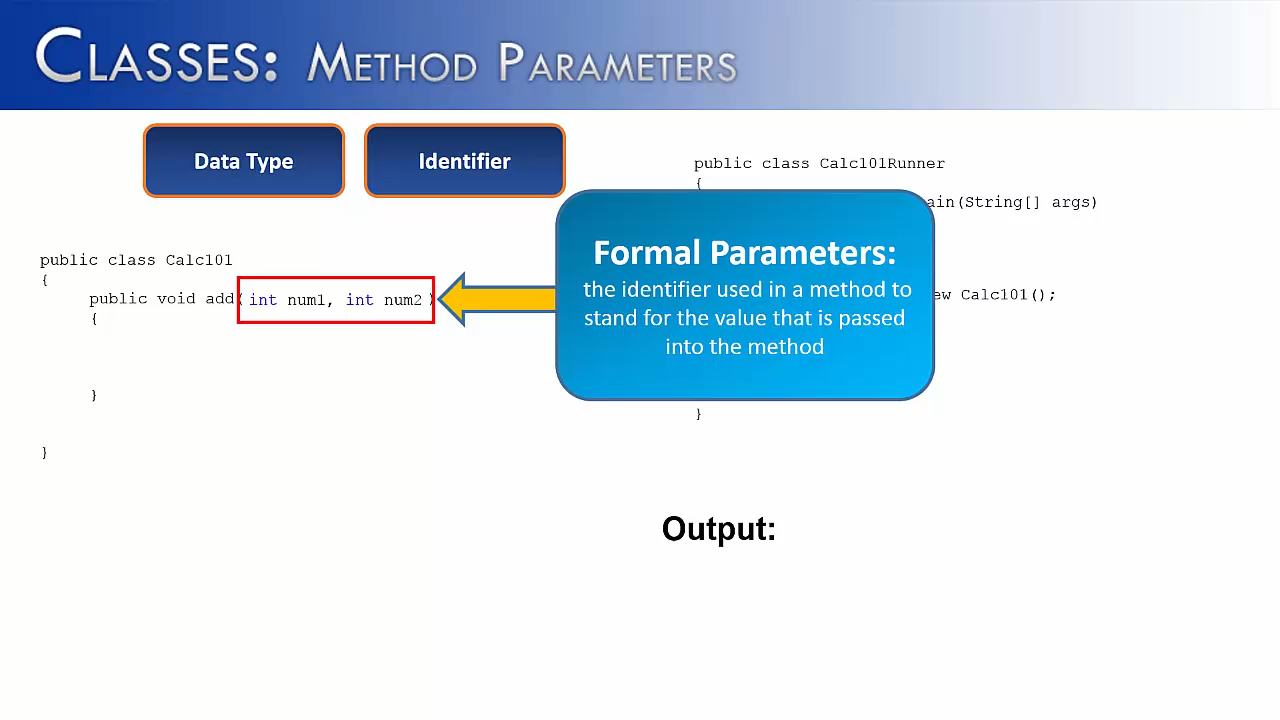 CLASSES: METHOD PARAMETERS
Data Type
Identifier
public class Calc101
{
public void add(int num1, int num2)
{
}
}
public class Calc101Runner
{
ain(String[] args)
ew Calc101();
}
Formal Parameters:
the identifier used in a method to
stand for the value that is passed
into the method
Output: